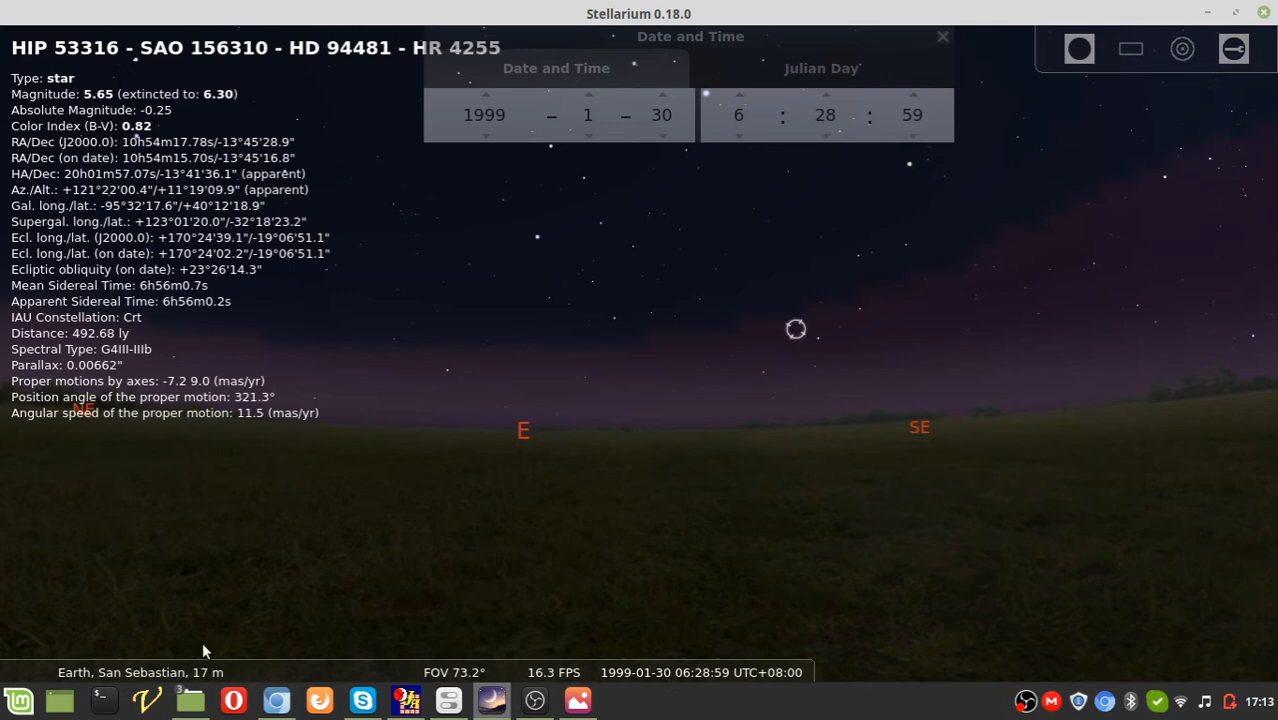 Stellarium 0.18.0
HIP 53316 - SAO 156310 - HD 94481 - HR 4255
Type: star
Magnitude: 5.65 (extincted to: 6.30)
Absolute Magnitude: -0.25
Color Index (B-V): 0.82
RA/Dec (J2000.0): 10h54m17.78s/-13°45'28.9"
RA/Dec (on date): 10h54m15.70s/-13°45'16.8"
HA/Dec: 20h01m57.07s/-13°41'36.1" (apparent)
Az./Alt.: +121°22'00.4"/+11°19'09.9" (apparent)
Gal. long./lat.: -95°32'17.6"/+40°12'18.9"
Supergal. long./lat.: +123°01'20.0"/-32°18'23.2"
Ecl. long./lat. (J2000.0): +170°24'39.1"/-19°06'51.1"
Ecl. long./lat. (on date): +170°24'02.2"/-19°06'51.1"
Ecliptic obliquity (on date): +23°26'14.3"
Mean Sidereal Time: 6h56m0.7s
Apparent Sidereal Time: 6h56m0.2s
IAU Constellation: Crt
Distance: 492.68 ly
Spectral Type: G4III-IIIb
Parallax: 0.00662"
Proper motions by axes: -7.2 9.0 (mas/yr)
Position angle of the proper motion: 321.3°
Angular speed of the proper motion: 11.5 (mas/yr)
Date and Time
Date and Time Julian Day
1999 - 1 - 30 6 : 28 : 59
NE
E
SE
Earth, San Sebastian, 17 m FOV 73.2° 16.3 FPS 1999-01-30 06:28:59 UTC+08:00
3
17:13